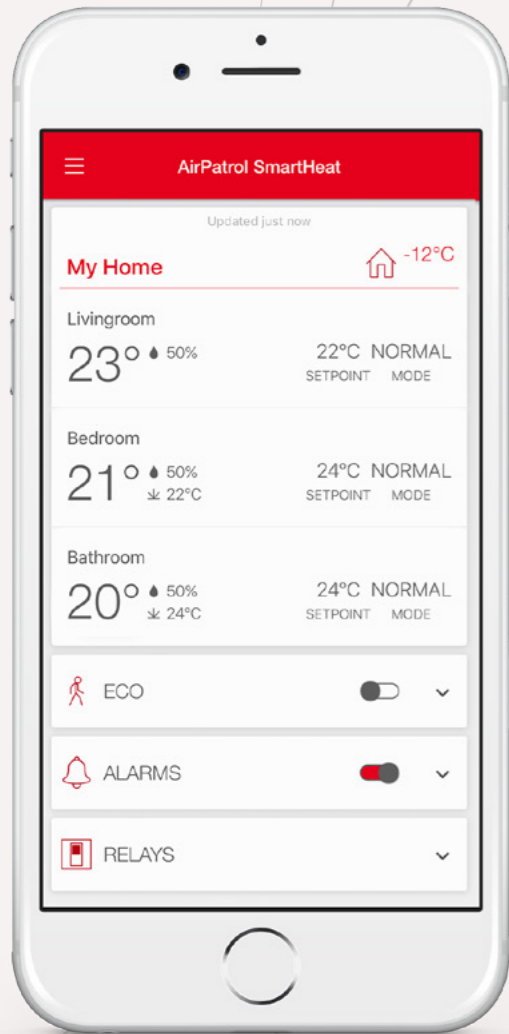 AirPatrol SmartHeat
Updated just now
My Home -12°C
Livingroom
23° 50% 22°C NORMAL
SETPOINT MODE
Bedroom
21° 50% 24°C NORMAL
22°C SETPOINT MODE
Bathroom
20° 50% 24°C NORMAL
24°C SETPOINT MODE
ECO
ALARMS
RELAYS